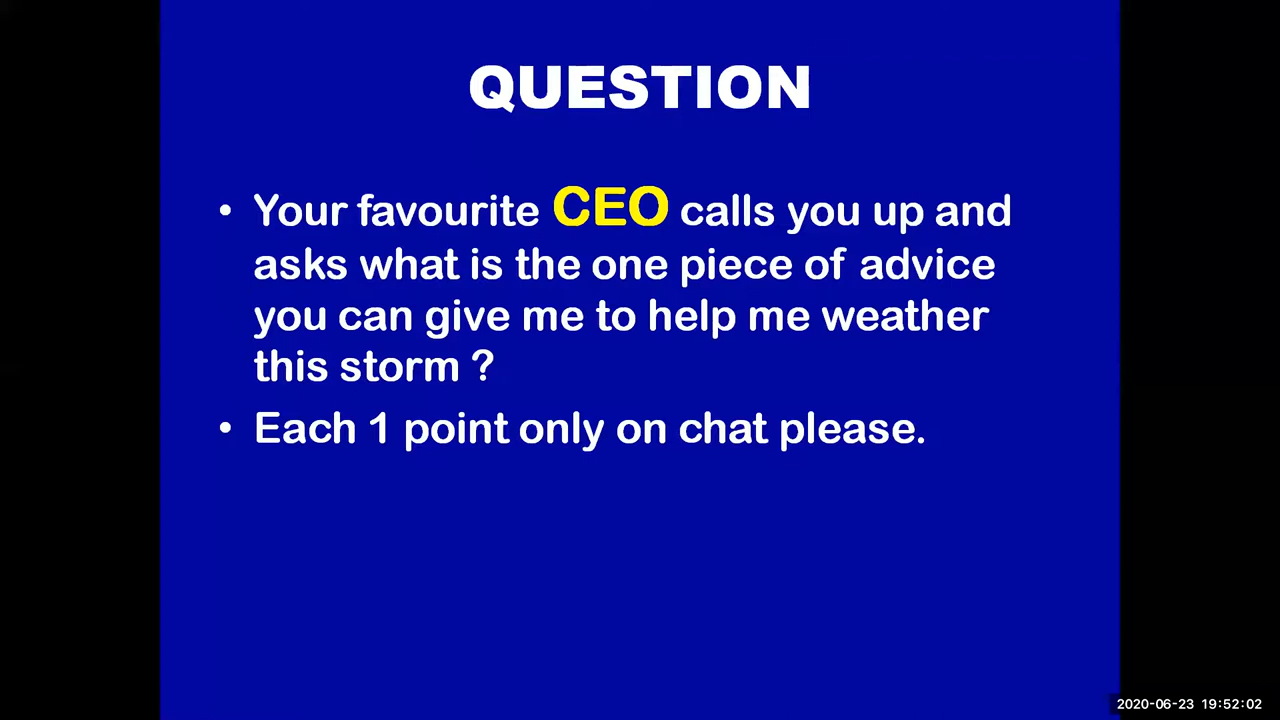 QUESTION
• Your favourite CEO calls you up and
asks what is the one piece of advice
you can give me to help me weather
this storm ?
• Each 1 point only on chat please.
2020-06-23 19:52:02